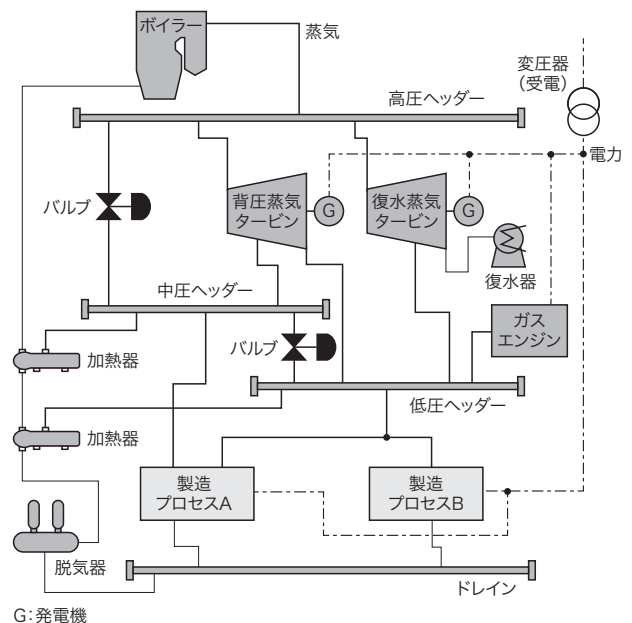 ボイラー
蒸気
変圧器
（受電）
高圧ヘッダー
電力
バルブ
背圧蒸気
タービン
G
復水蒸気
タービン
G
復水器
中圧ヘッダー
ガス
エンジン
バルブ
加熱器
低圧ヘッダー
加熱器
製造
プロセスA
製造
プロセスB
脱気器
ドレイン
G：発電機